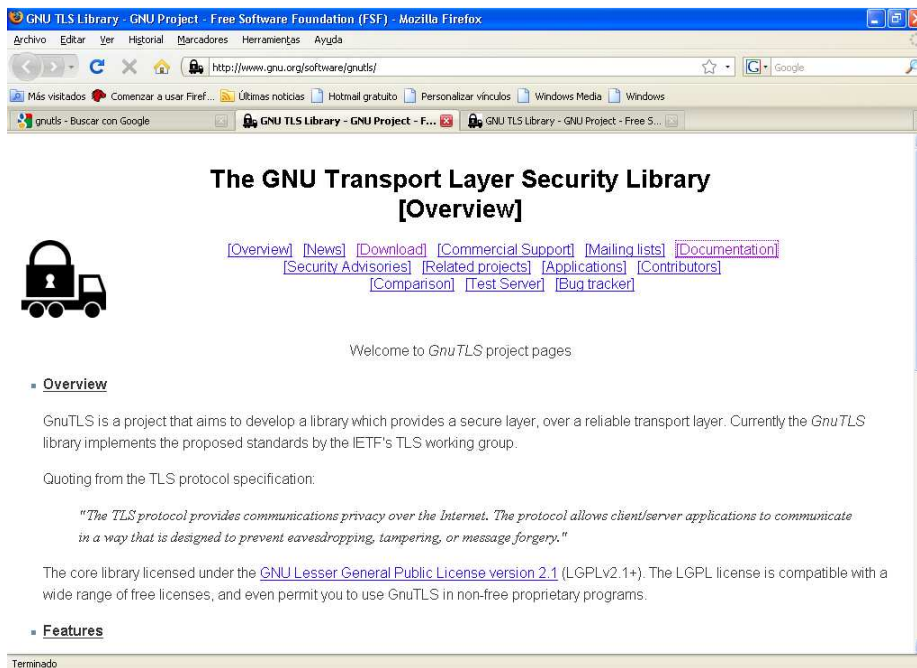 GNU TLS Library - GNU Project - Free Software Foundation (FSF) - Mozilla Firefox
Archivo Editar Ver Historial Marcadores Herramientas Ayuda
http://www.gnu.org/software/gnutls/
G Google
Más visitados Comenzar a usar Firef... Últimas noticias Hotmail gratuito Personalizar vínculos Windows Media Windows
gnutls - Buscar con Google GNU TLS Library - GNU Project - F... GNU TLS Library - GNU Project - Free S...
The GNU Transport Layer Security Library
[Overview]
[Overview] [News] [Download] [Commercial Support] [Mailing lists] [Documentation]
[Security Advisories] [Related projects] [Applications] [Contributors]
[Comparison] [Test Server] [Bug tracker]
Welcome to GnuTLS project pages
Overview
GnuTLS is a project that aims to develop a library which provides a secure layer, over a reliable transport layer. Currently the GnuTLS
library implements the proposed standards by the IETF's TLS working group.
Quoting from the TLS protocol specification:
"The TLS protocol provides communications privacy over the Internet. The protocol allows client/server applications to communicate
in a way that is designed to prevent eavesdropping, tampering, or message forgery."
The core library licensed under the GNU Lesser General Public License version 2.1 (LGPLv2.1+). The LGPL license is compatible with a
wide range of free licenses, and even permit you to use GnuTLS in non-free proprietary programs.
Features
Terminado